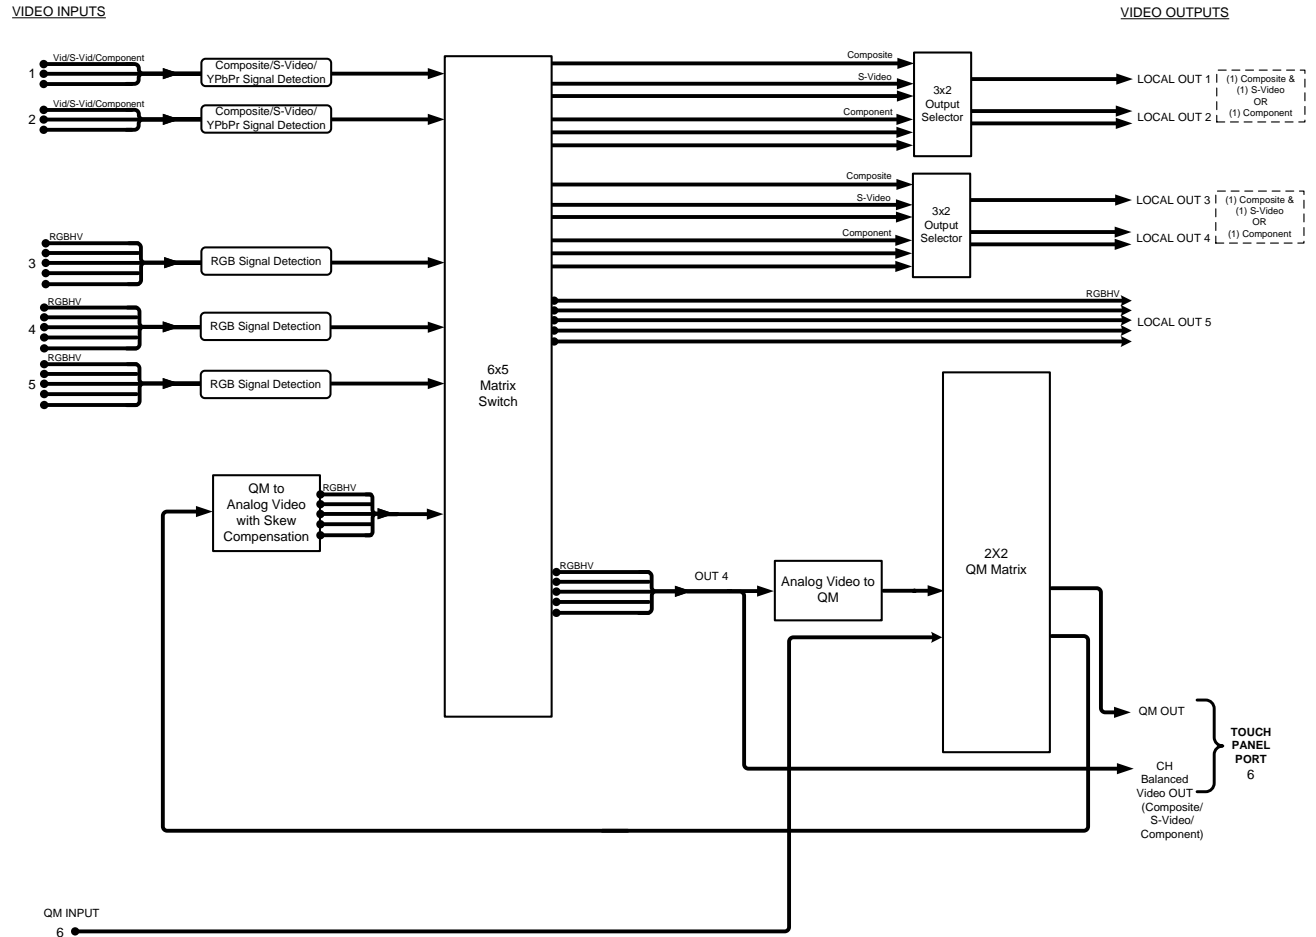 VIDEO INPUTS
VIDEO OUTPUTS
Vid/S-Vid/Component
1
Composite/S-Video/
YPbPr Signal Detection
Vid/S-Vid/Component
2
Composite/S-Video/
YPbPr Signal Detection
RGBHV
3
RGB Signal Detection
RGBHV
4
RGB Signal Detection
RGBHV
5
RGB Signal Detection
QM to
Analog Video
with Skew
Compensation
RGBHV
6x5
Matrix
Switch
Composite
S-Video
Component
3x2
Output
Selector
LOCAL OUT 1
LOCAL OUT 2
(1) Composite &
(1) S-Video
OR
(1) Component
Composite
S-Video
Component
3x2
Output
Selector
LOCAL OUT 3
LOCAL OUT 4
(1) Composite &
(1) S-Video
OR
(1) Component
RGBHV
LOCAL OUT 5
RGBHV
OUT 4
Analog Video to
QM
2X2
QM Matrix
QM OUT
CH
Balanced
Video OUT
(Composite/
S-Video/
Component)
TOUCH
PANEL
PORT
6
QM INPUT
6